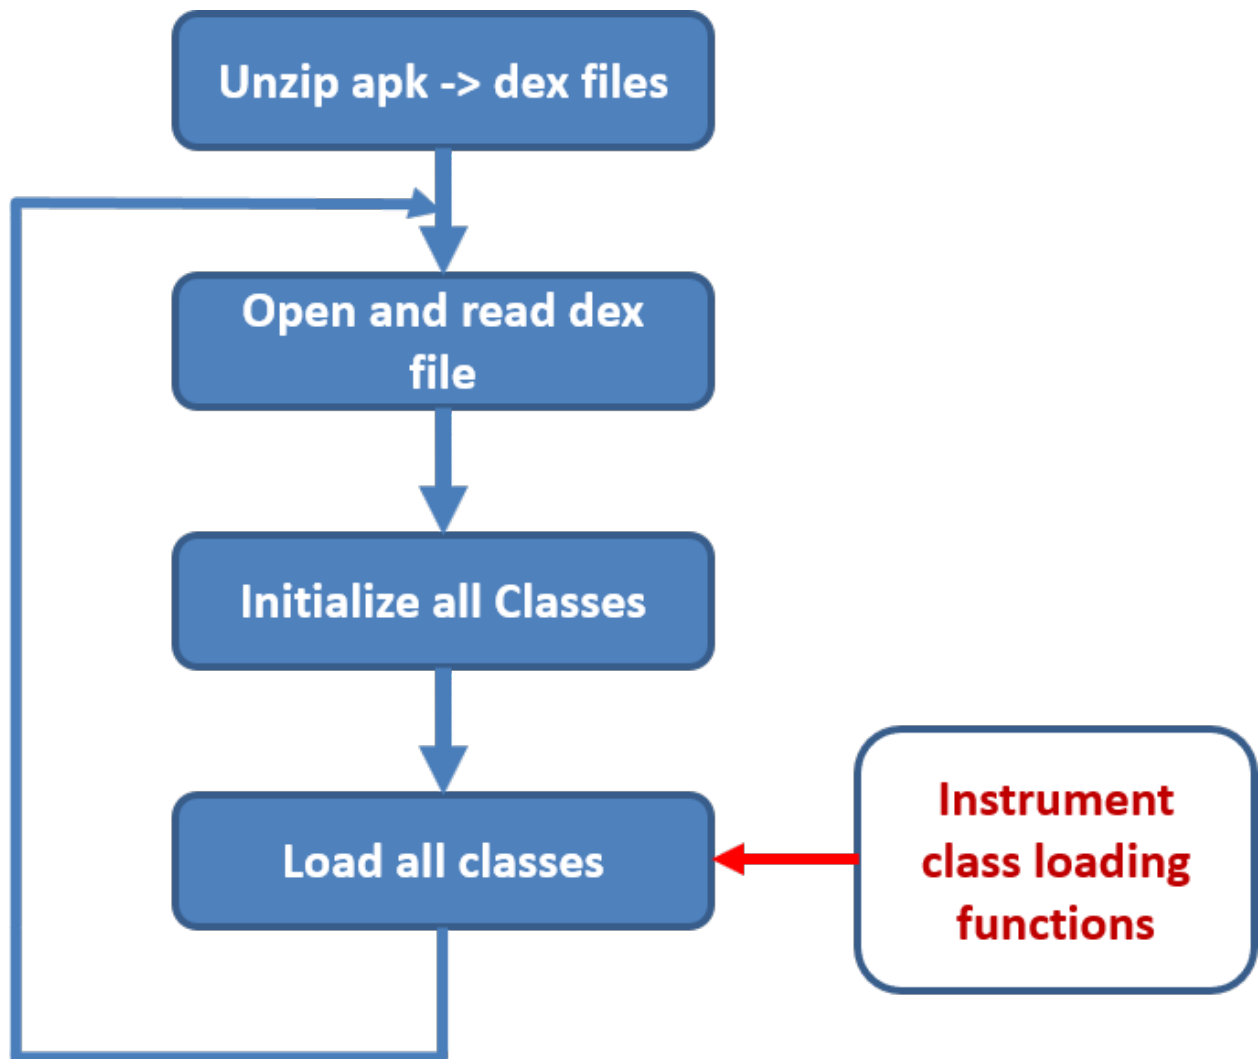 Unzip apk -> dex files
Open and read dex
file
Initialize all Classes
Load all classes
Instrument
class loading
functions